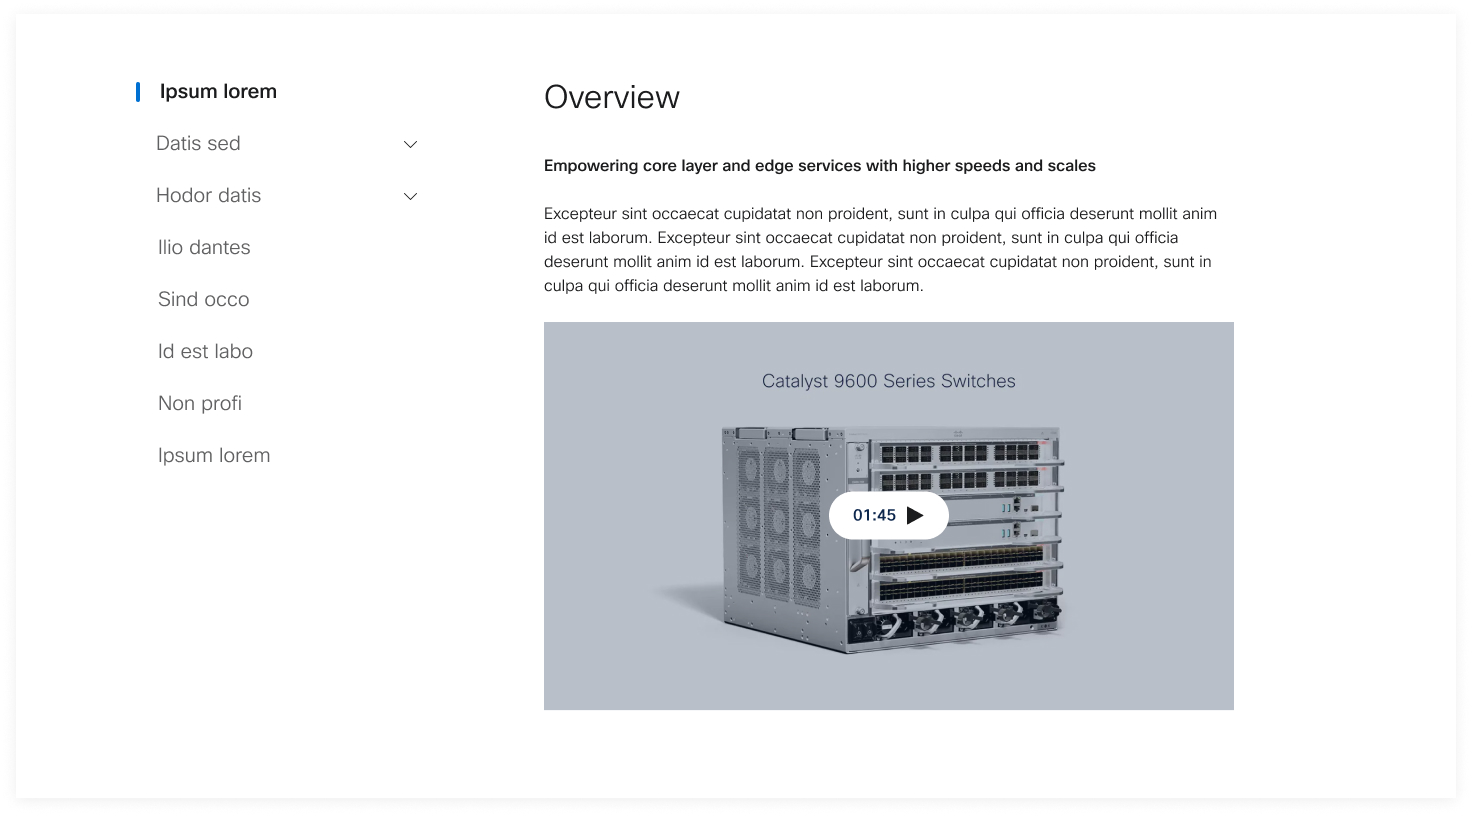 Ipsum lorem
Datis sed
Hodor datis
Ilio dantes
Sind occo
Id est labo
Non profi
Ipsum lorem
Overview
Empowering core layer and edge services with higher speeds and scales
Excepteur sint occaecat cupidatat non proident, sunt in culpa qui officia deserunt mollit anim
id est laborum. Excepteur sint occaecat cupidatat non proident, sunt in culpa qui officia
deserunt mollit anim id est laborum. Excepteur sint occaecat cupidatat non proident, sunt in
culpa qui officia deserunt mollit anim id est laborum.
Catalyst 9600 Series Switches
01:45